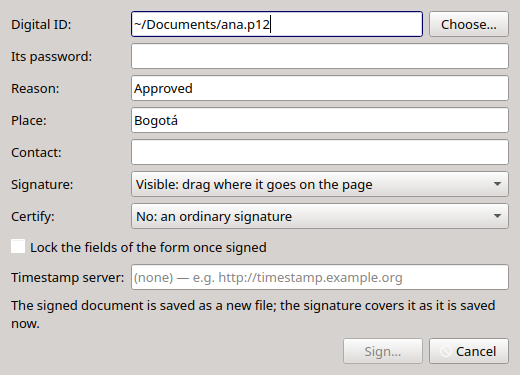 Digital ID: ~/Documents/ana.p12 Choose...
Its password:
Reason: Approved
Place: Bogotá
Contact:
Signature: Visible: drag where it goes on the page
Certify: No: an ordinary signature
Lock the fields of the form once signed
Timestamp server: (none) — e.g. http://timestamp.example.org
The signed document is saved as a new file; the signature covers it as it is saved
now.
Sign... Cancel